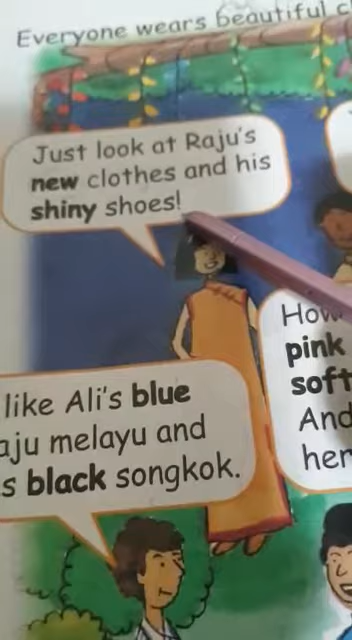 Everyone wears beautiful c
Just look at Raju's
new clothes and his
shiny shoes!
How
pink
soft
And
her
like Ali's blue
aju melayu and
s black songkok.